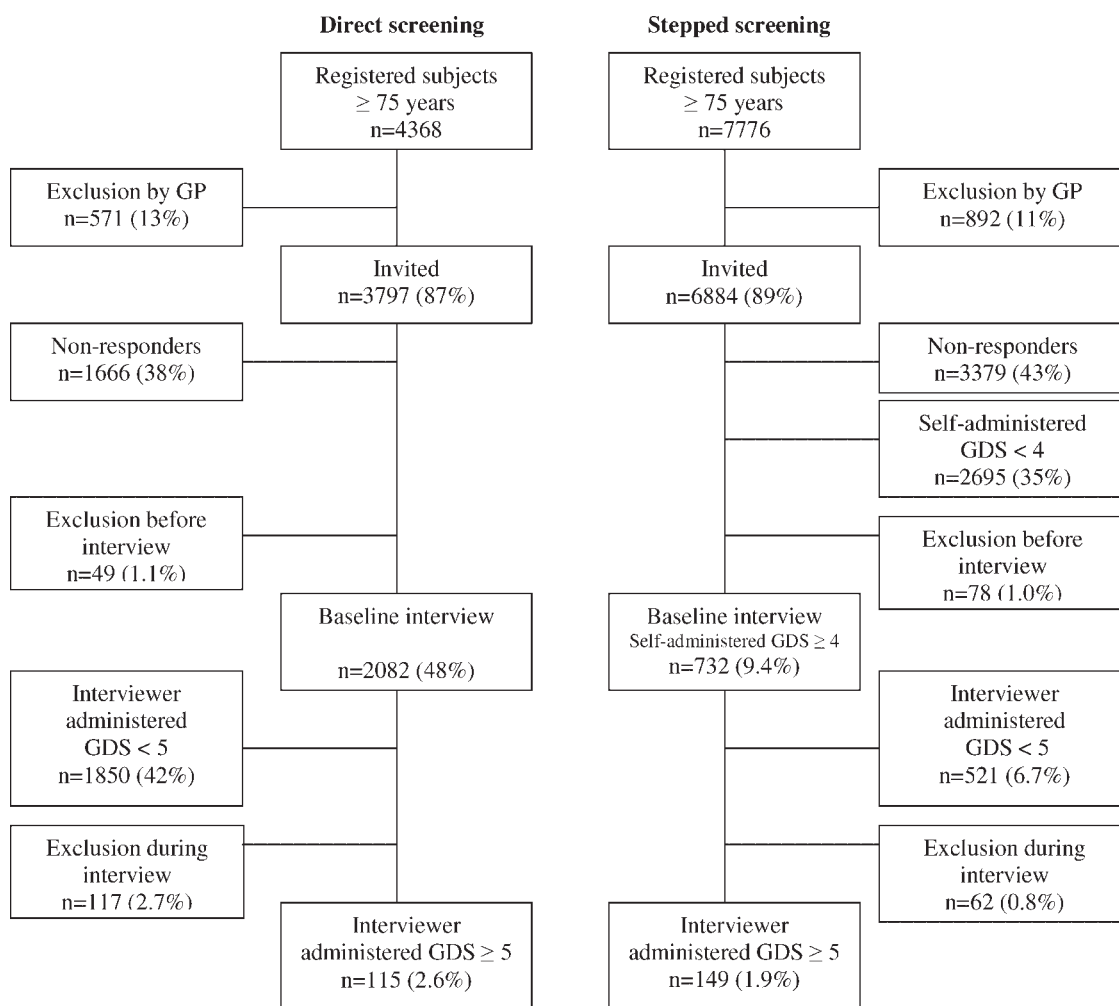 Direct screening
Registered subjects
≥ 75 years
n=4368
Exclusion by GP
n=571 (13%)
Invited
n=3797 (87%)
Non-responders
n=1666 (38%)
Exclusion before
interview
n=49 (1.1%)
Baseline interview
n=2082 (48%)
Interviewer
administered
GDS < 5
n=1850 (42%)
Exclusion during
interview
n=117 (2.7%)
Interviewer
administered GDS ≥ 5
n=115 (2.6%)
Stepped screening
Registered subjects
≥ 75 years
n=7776
Exclusion by GP
n=892 (11%)
Invited
n=6884 (89%)
Non-responders
n=3379 (43%)
Self-administered
GDS < 4
n=2695 (35%)
Exclusion before
interview
n=78 (1.0%)
Baseline interview
Self-administered GDS ≥ 4
n=732 (9.4%)
Interviewer
administered
GDS < 5
n=521 (6.7%)
Exclusion during
interview
n=62 (0.8%)
Interviewer
administered GDS ≥ 5
n=149 (1.9%)